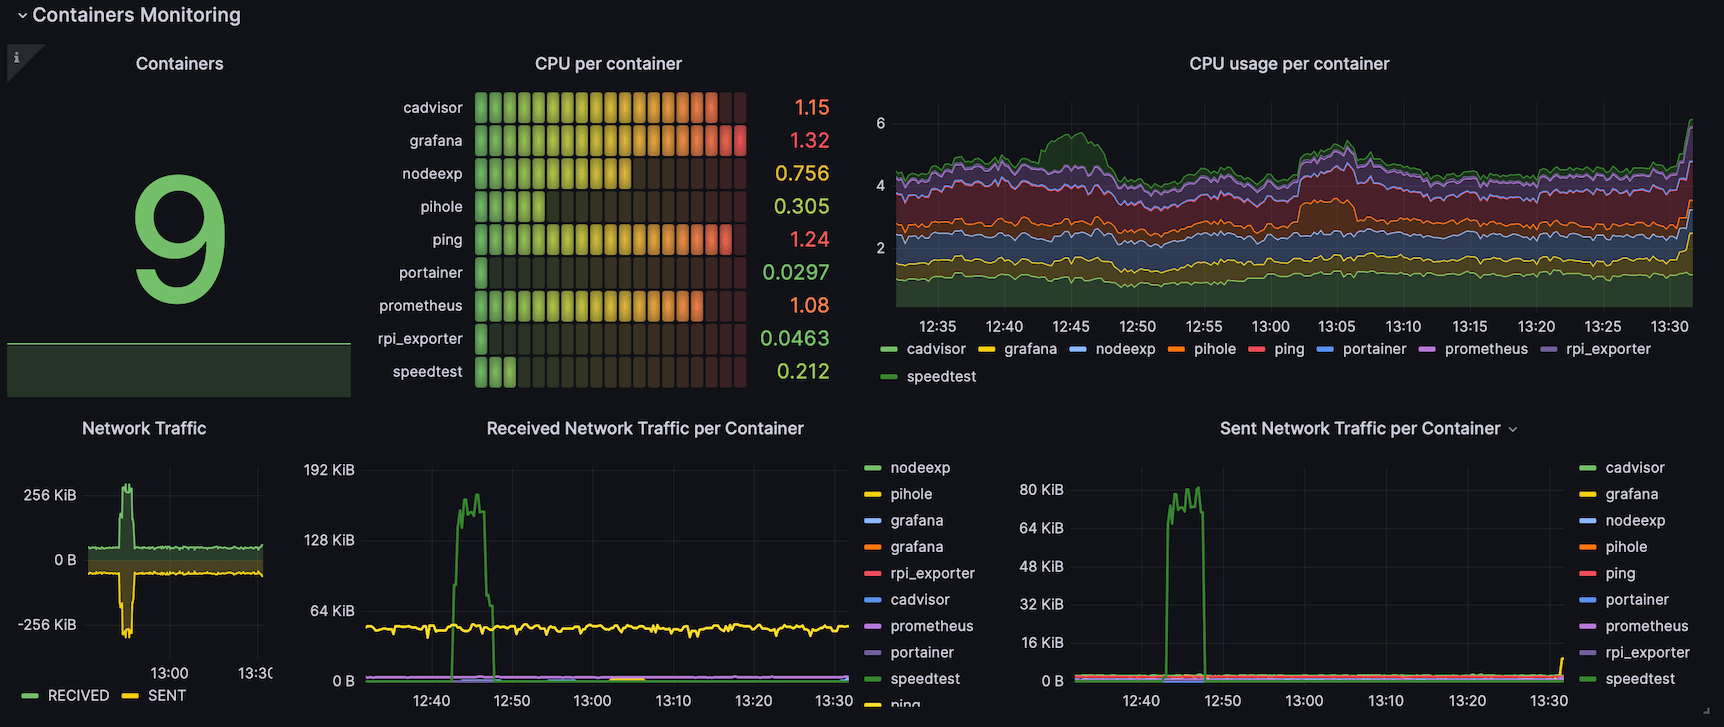 Containers Monitoring
i
Containers
9
CPU per container
cadvisor 1.15
grafana 1.32
nodeexp 0.756
pihole 0.305
ping 1.24
portainer 0.0297
prometheus 1.08
rpi_exporter 0.0463
speedtest 0.212
CPU usage per container
6
4
2
12:35 12:40 12:45 12:50 12:55 13:00 13:05 13:10 13:15 13:20 13:25 13:30
cadvisor grafana nodeexp pihole ping portainer prometheus rpi_exporter
speedtest
Network Traffic
256 KiB
0 B
-256 KiB
13:00 13:30
RECIVED SENT
Received Network Traffic per Container
192 KiB
128 KiB
64 KiB
0 B
12:40 12:50 13:00 13:10 13:20 13:30
nodeexp
pihole
grafana
grafana
rpi_exporter
cadvisor
prometheus
portainer
speedtest
ping
Sent Network Traffic per Container
80 KiB
64 KiB
48 KiB
32 KiB
16 KiB
0 B
12:40 12:50 13:00 13:10 13:20 13:30
cadvisor
grafana
nodeexp
pihole
ping
portainer
prometheus
rpi_exporter
speedtest